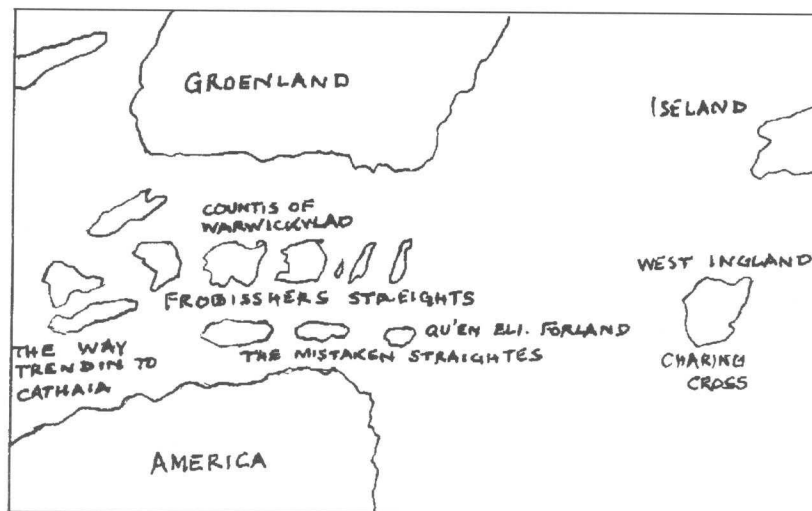 GROENLAND
ISELAND
COUNTIS OF
WARWICKYLAD
WEST INGLAND
FROBISSHERS STREIGHTS
QU'EN ELI. FORLAND
THE MISTAKEN STRAIGHTES
THE WAY
TRENDIN TO
CATHAIA
CHARING
CROSS
AMERICA